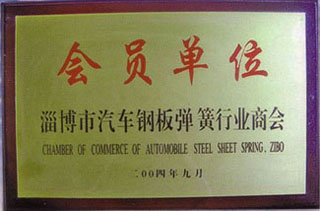 会员单位
淄博市汽车钢板弹簧行业商会
CHAMBER OF COMMERCE OF AUTOMOBILE STEEL SHEET SPRING, ZIBO
二00四年九月